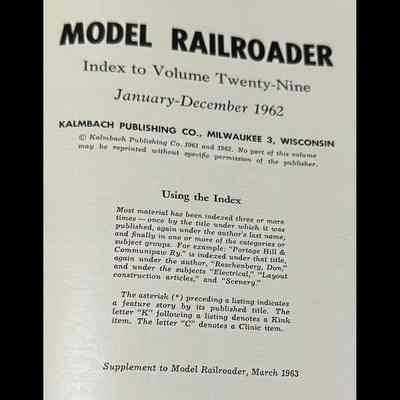 MODEL RAILROADER
Index to Volume Twenty-Nine
January-December 1962
KALMBACH PUBLISHING CO., MILWAUKEE 3, WISCONSIN
© Kalmbach Publishing Co. 1961 and 1962. No part of this volume
may be reprinted without specific permission of the publisher.
Using the Index
Most material has been indexed three or more
times — once by the title under which it was
published, again under the author's last name,
and finally in one or more of the categories or
subject groups. For example: "Portage Hill &
Communipaw Ry." is indexed under that title,
again under the author, "Reschenberg, Don,"
and under the subjects "Electrical," "Layout
construction articles," and "Scenery."
The asterisk (*) preceding a listing indicates
a feature story by its published title. The
letter "K" following a listing denotes a Kink
item. The letter "C" denotes a Clinic item.
Supplement to Model Railroader, March 1963